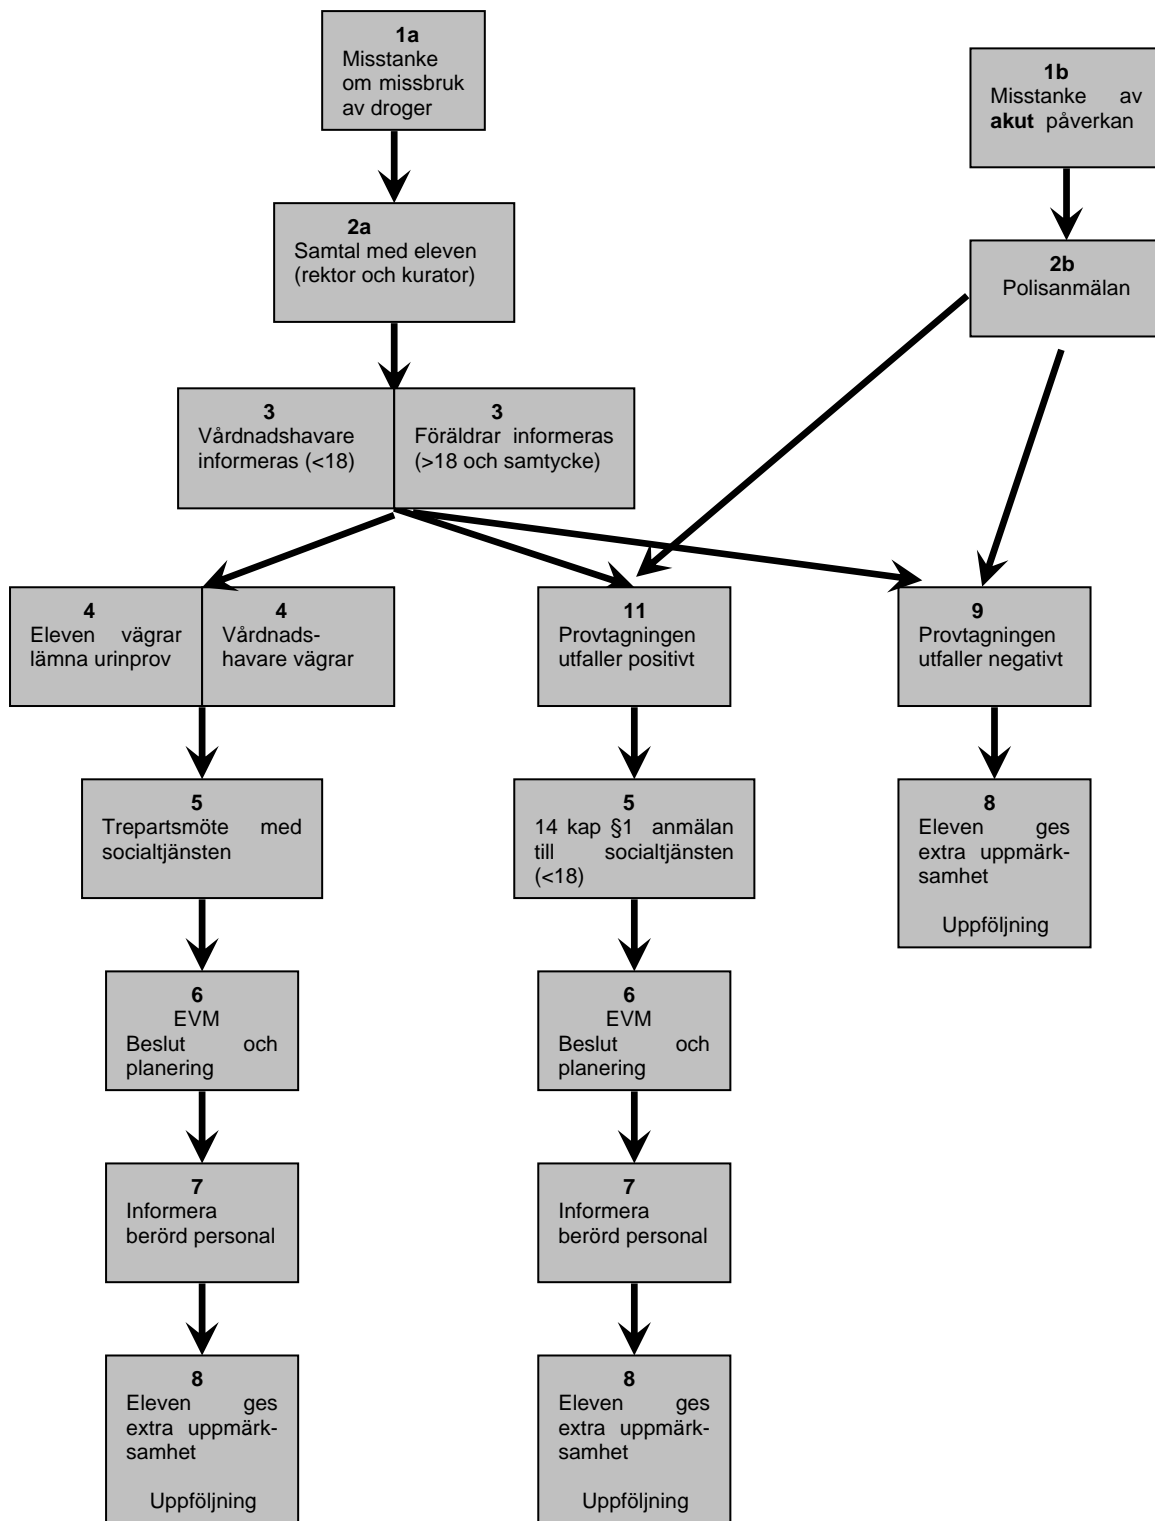 1a
Misstanke
om missbruk
av droger
1b
Misstanke av
akut påverkan
2a
Samtal med eleven
(rektor och kurator)
2b
Polisanmälan
3
Vårdnadshavare
informeras (<18)
3
Föräldrar informeras
(>18 och samtycke)
4
Eleven vägrar
lämna urinprov
4
Vårdnads-
havare vägrar
11
Provtagningen
utfaller positivt
9
Provtagningen
utfaller negativt
5
Trepartsmöte med
socialtjänsten
5
14 kap §1 anmälan
till socialtjänsten
(<18)
8
Eleven ges
extra uppmärk-
samhet
Uppföljning
6
EVM
Beslut och
planering
6
EVM
Beslut och
planering
7
Informera
berörd personal
7
Informera
berörd personal
8
Eleven ges
extra uppmärk-
samhet
Uppföljning
8
Eleven ges
extra uppmärk-
samhet
Uppföljning